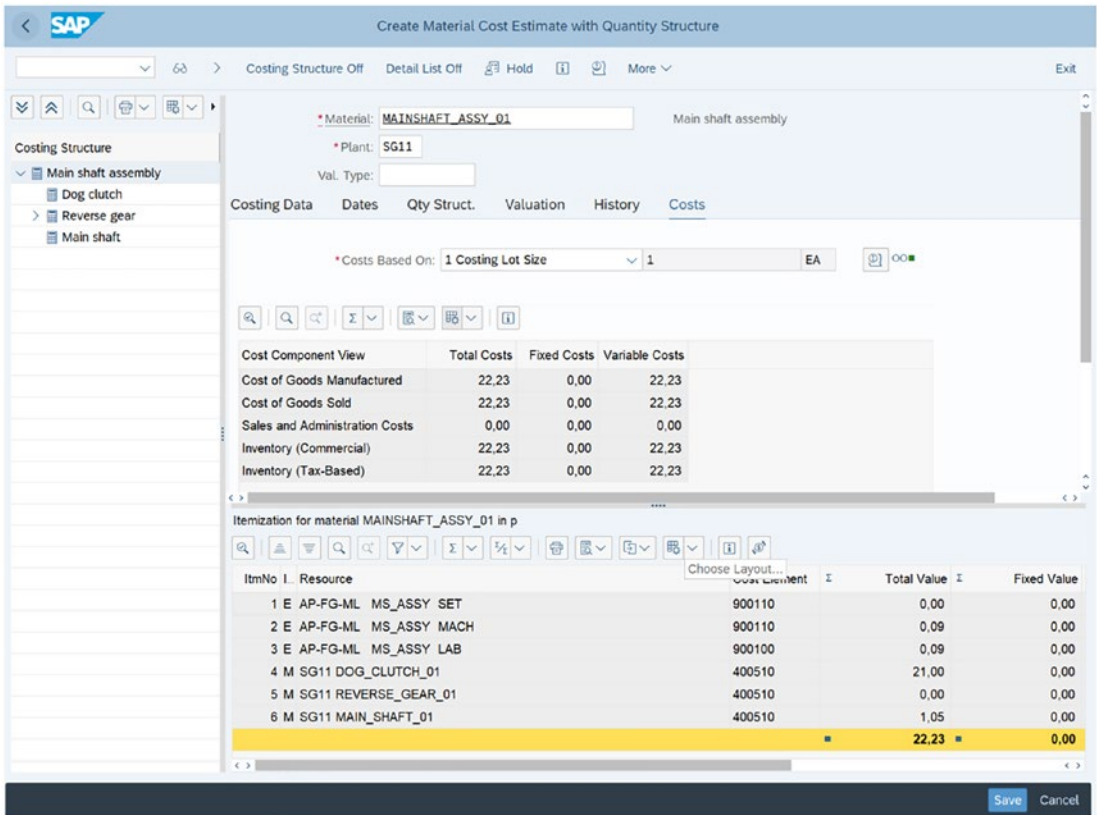 SAP
Create Material Cost Estimate with Quantity Structure
Costing Structure Off Detail List Off Hold More Exit
Costing Structure
Main shaft assembly
Dog clutch
Reverse gear
Main shaft
*Material: MAINSHAFT_ASSY_01 Main shaft assembly
*Plant: SG11
Val. Type:
Costing Data Dates Qty Struct. Valuation History Costs
*Costs Based On: 1 Costing Lot Size 1 EA
Cost Component View Total Costs Fixed Costs Variable Costs
Cost of Goods Manufactured 22,23 0,00 22,23
Cost of Goods Sold 22,23 0,00 22,23
Sales and Administration Costs 0,00 0,00 0,00
Inventory (Commercial) 22,23 0,00 22,23
Inventory (Tax-Based) 22,23 0,00 22,23
Itemization for material MAINSHAFT_ASSY_01 in p
Choose Layout...
ItmNo I.. Resource Cost Element Σ Total Value Σ Fixed Value
1 E AP-FG-ML MS_ASSY SET 900110 0,00 0,00
2 E AP-FG-ML MS_ASSY MACH 900110 0,09 0,00
3 E AP-FG-ML MS_ASSY LAB 900100 0,09 0,00
4 M SG11 DOG_CLUTCH_01 400510 21,00 0,00
5 M SG11 REVERSE_GEAR_01 400510 0,00 0,00
6 M SG11 MAIN_SHAFT_01 400510 1,05 0,00
22,23 0,00
Save Cancel